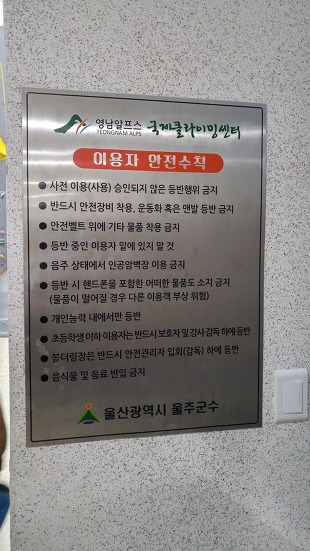 영남알프스 국제클라이밍센터
YEONGNAM ALPS
이용자 안전수칙
● 사전 이용(사용) 승인되지 않은 등반행위 금지
● 반드시 안전장비 착용, 운동화 혹은 맨발 등반 금지
● 안전벨트 위에 기타 물품 착용 금지
● 등반 중인 이용자 밑에 있지 말 것
● 음주 상태에서 인공암벽장 이용 금지
● 등반 시 핸드폰을 포함한 어떠한 물품도 소지 금지
(물품이 떨어질 경우 다른 이용객 부상 위험)
● 개인능력 내에서만 등반
● 초등학생 이하 이용자는 반드시 보호자 및 강사 감독 하에 등반
● 볼더링장은 반드시 안전관리자 입회(감독) 하에 등반
● 음식물 및 음료 반입 금지
울산광역시 울주군수